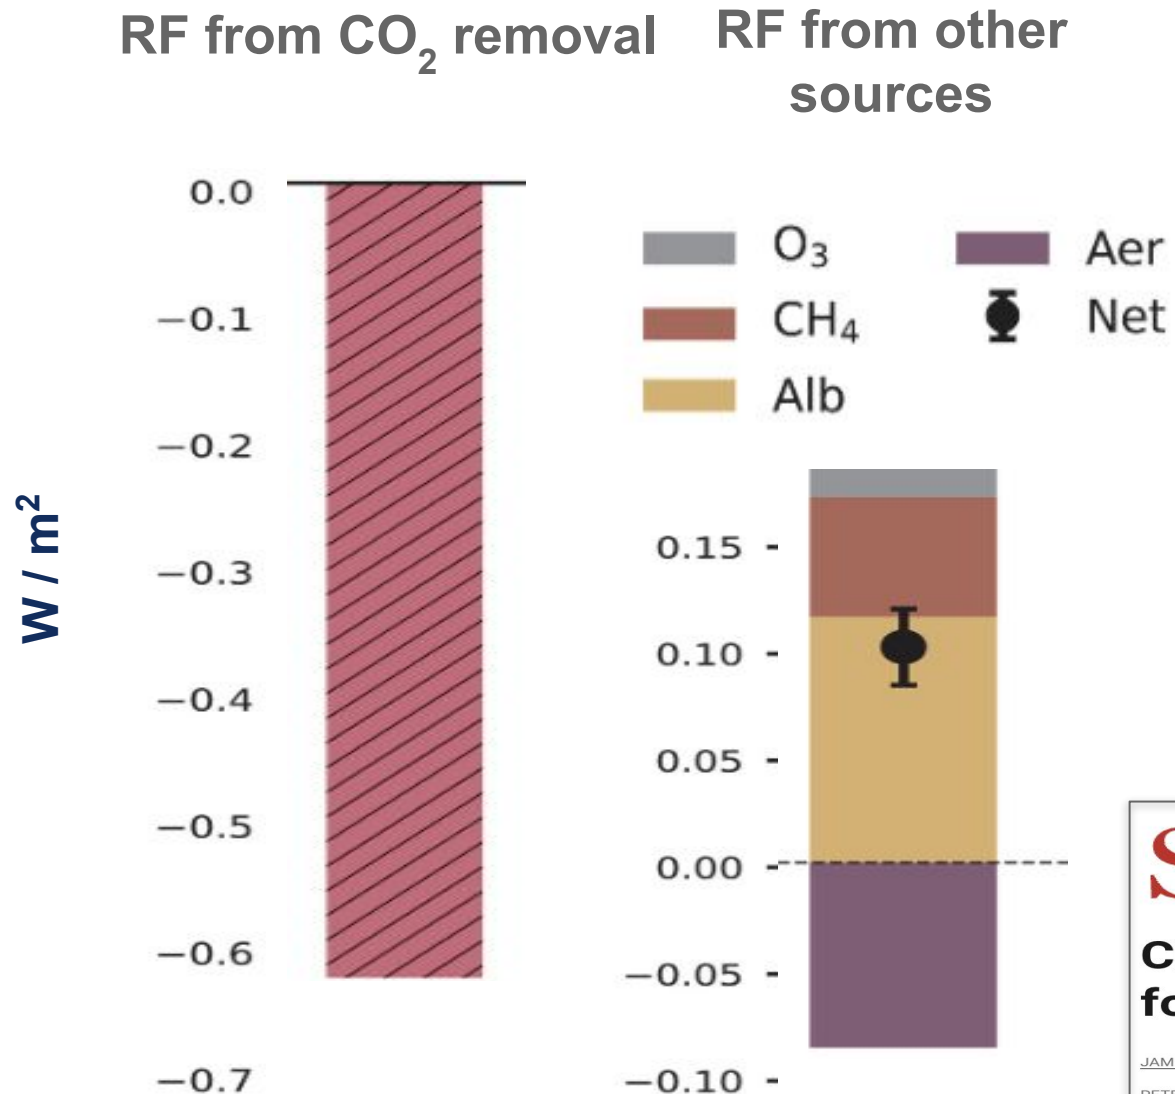 RF from CO₂ removal
RF from other
sources
W / m²
0.0
−0.1
−0.2
−0.3
−0.4
−0.5
−0.6
−0.7
O₃
CH₄
Alb
Aer
Net
0.15
0.10
0.05
0.00
−0.05
−0.10
S
C
fo
JAM